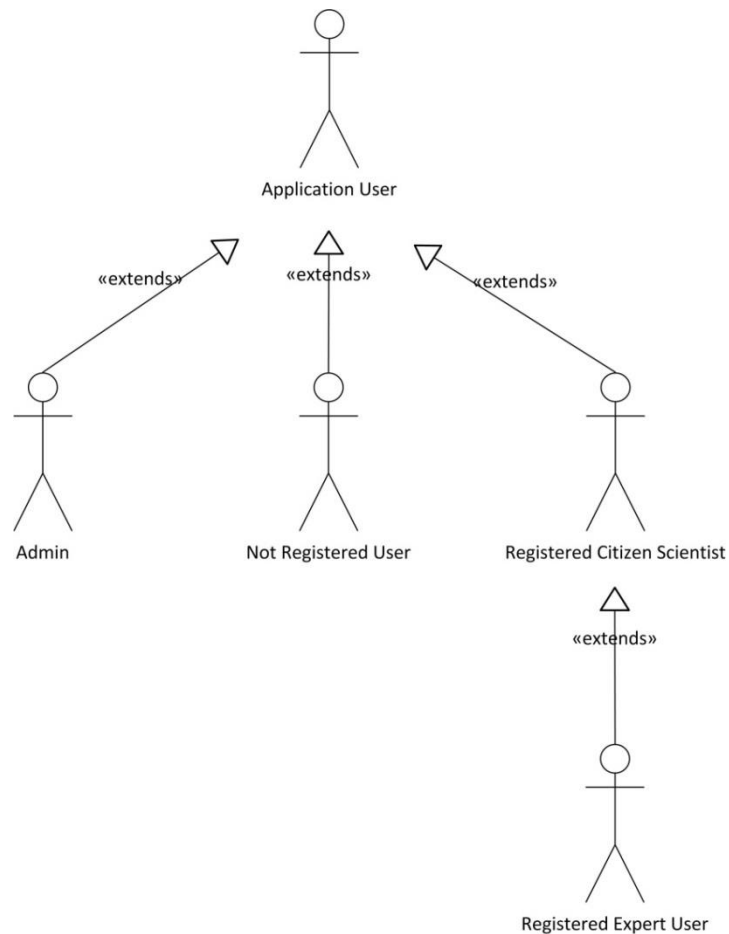 Application User
«extends»
«extends»
«extends»
Admin
Not Registered User
Registered Citizen Scientist
«extends»
Registered Expert User